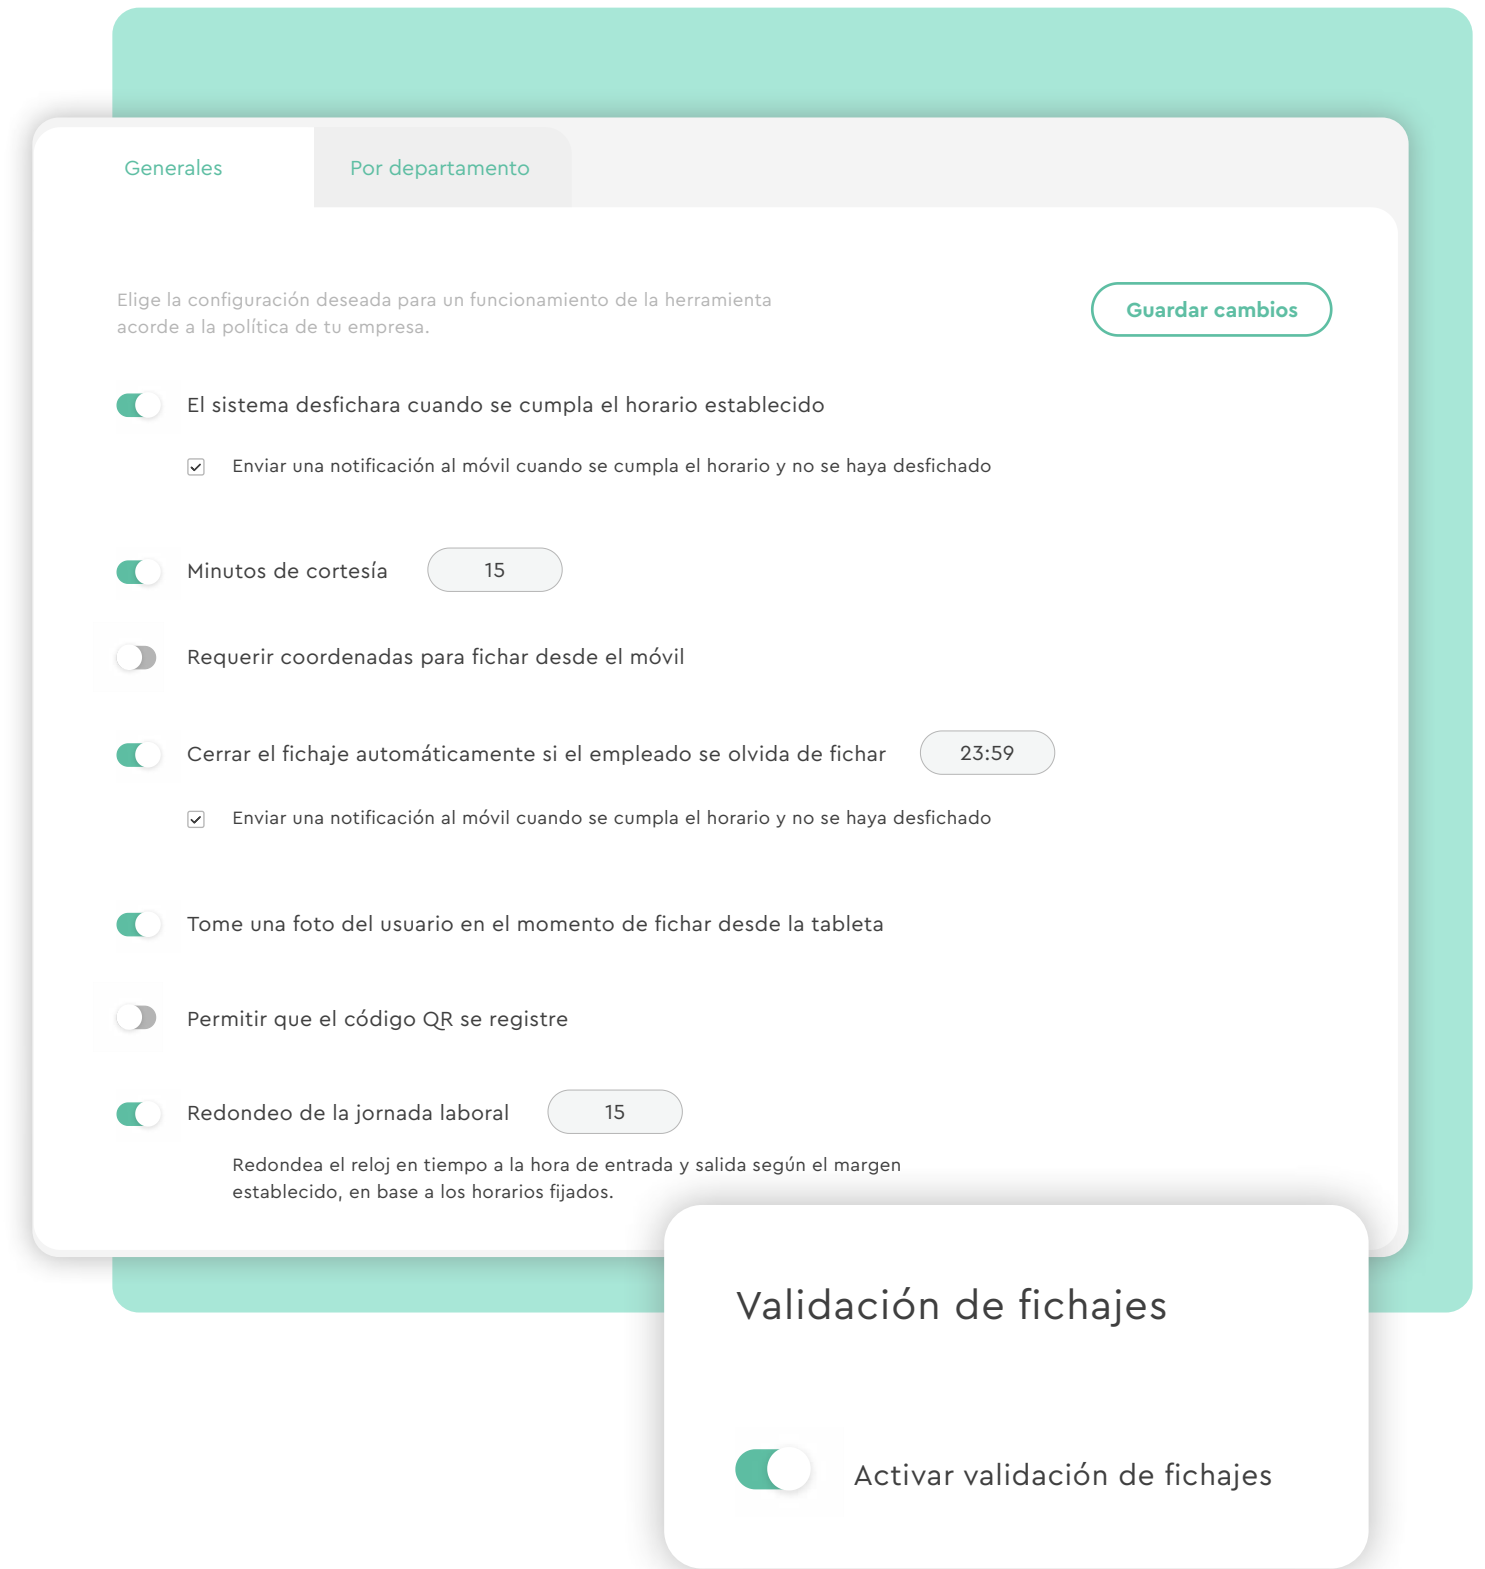 Generales
Por departamento
Elige la configuración deseada para un funcionamiento de la herramienta
acorde a la política de tu empresa.
Guardar cambios
El sistema desfichara cuando se cumpla el horario establecido
Enviar una notificación al móvil cuando se cumpla el horario y no se haya desfichado
Minutos de cortesía
15
Requerir coordenadas para fichar desde el móvil
Cerrar el fichaje automáticamente si el empleado se olvida de fichar
23:59
Enviar una notificación al móvil cuando se cumpla el horario y no se haya desfichado
Tome una foto del usuario en el momento de fichar desde la tableta
Permitir que el código QR se registre
Redondeo de la jornada laboral
15
Redondea el reloj en tiempo a la hora de entrada y salida según el margen
establecido, en base a los horarios fijados.
Validación de fichajes
Activar validación de fichajes